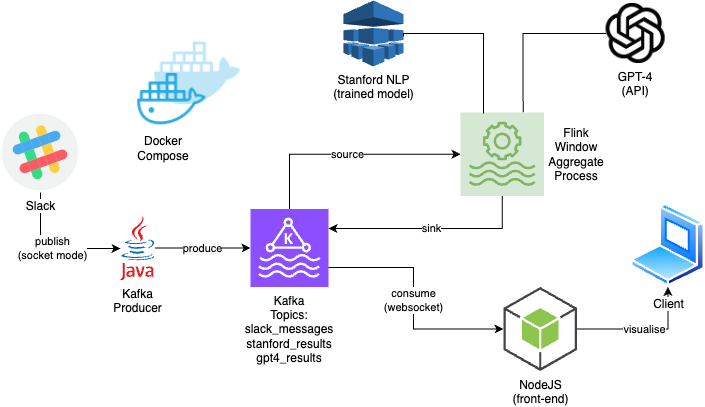 Stanford NLP
(trained model)
GPT-4
(API)
Docker
Compose
Flink
Window
Aggregate
Process
source
Slack
publish
(socket mode)
Java
produce
K
sink
Kafka
Producer
Kafka
Topics:
slack_messages
stanford_results
gpt4_results
consume
(websocket)
Client
visualise
NodeJS
(front-end)